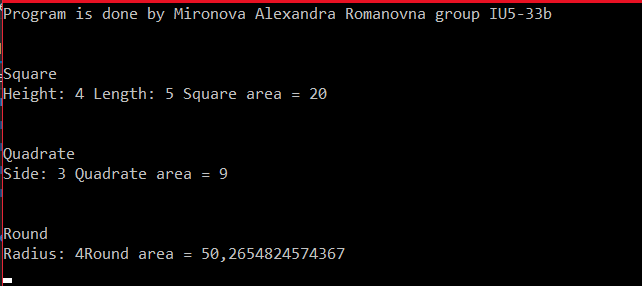 Program is done by Mironova Alexandra Romanovna group IU5-33b
Square
Height: 4 Length: 5 Square area = 20
Quadrate
Side: 3 Quadrate area = 9
Round
Radius: 4Round area = 50,2654824574367